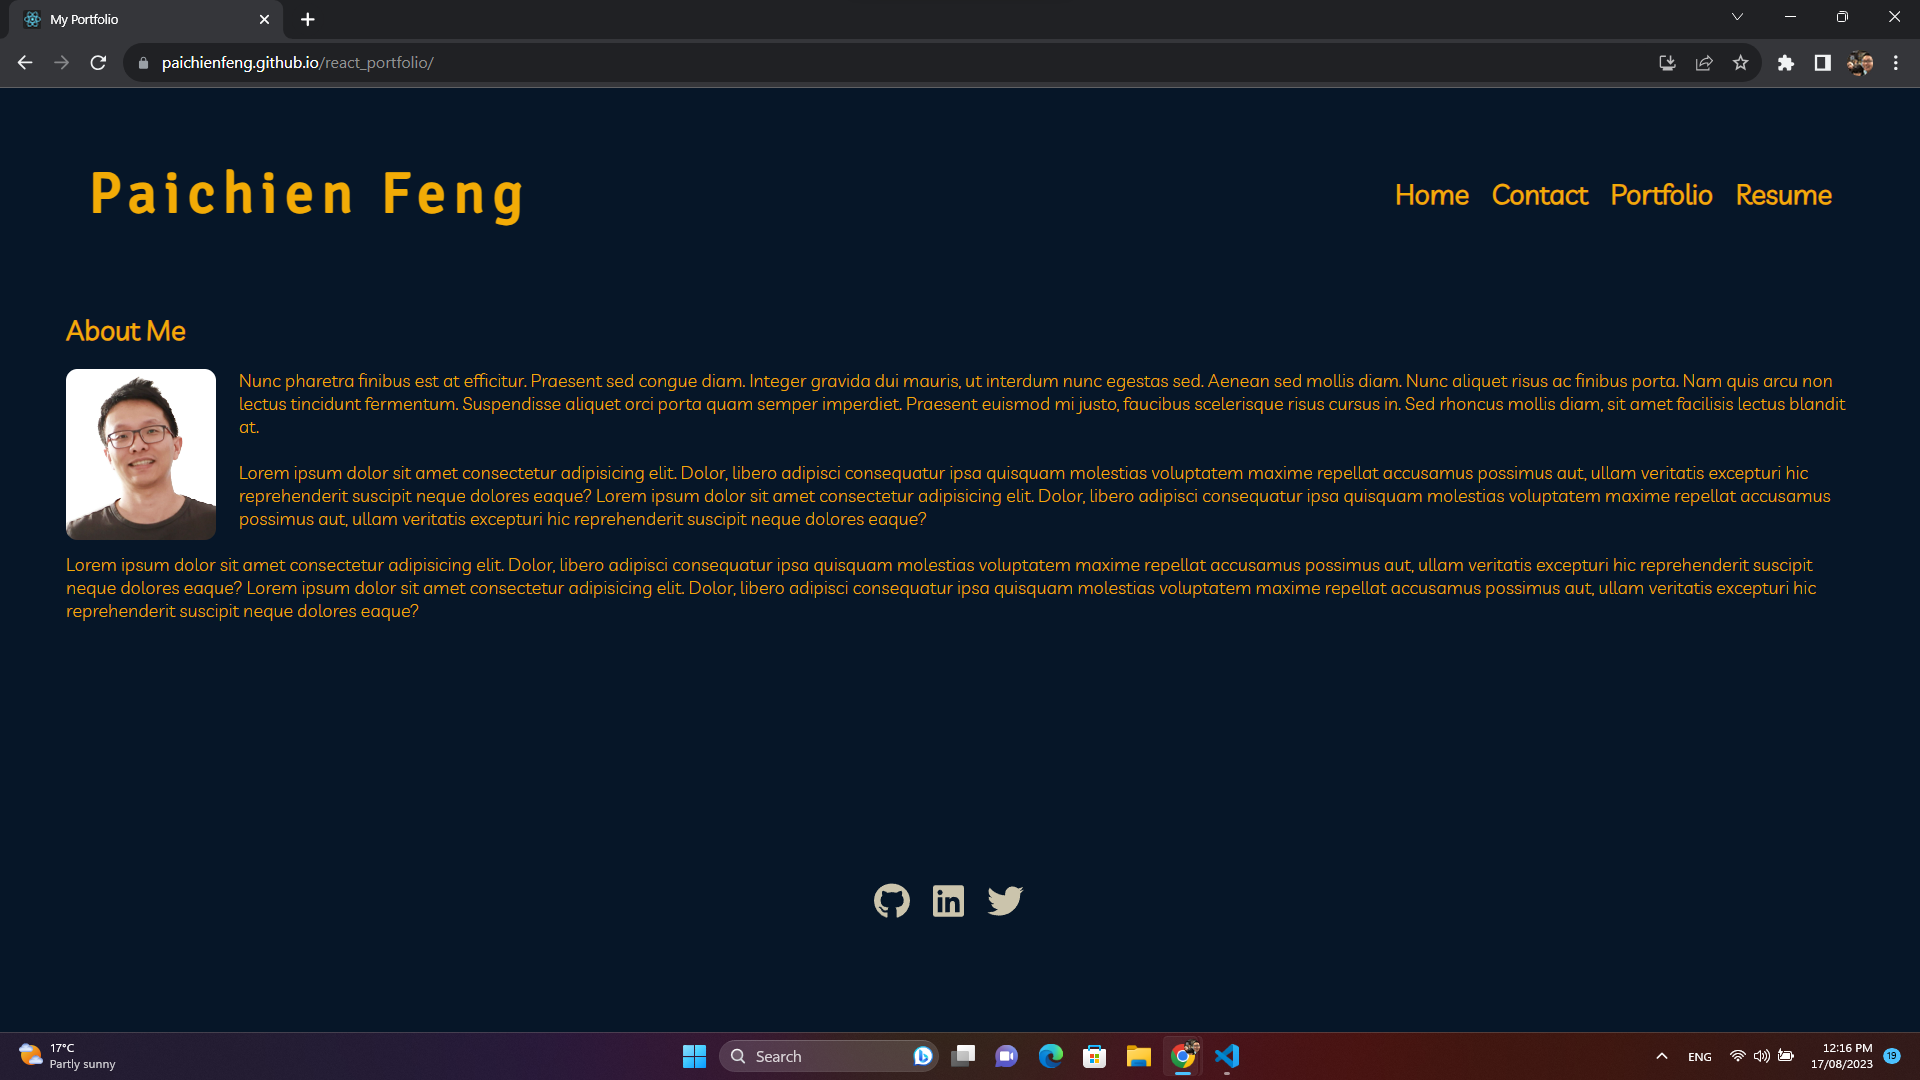 My Portfolio
paichienfeng.github.io/react_portfolio/
Paichien Feng
Home Contact Portfolio Resume
About Me
Nunc pharetra finibus est at efficitur. Praesent sed congue diam. Integer gravida dui mauris, ut interdum nunc egestas sed. Aenean sed mollis diam. Nunc aliquet risus ac finibus porta. Nam quis arcu non
lectus tincidunt fermentum. Suspendisse aliquet orci porta quam semper imperdiet. Praesent euismod mi justo, faucibus scelerisque risus cursus in. Sed rhoncus mollis diam, sit amet facilisis lectus blandit
at.
Lorem ipsum dolor sit amet consectetur adipisicing elit. Dolor, libero adipisci consequatur ipsa quisquam molestias voluptatem maxime repellat accusamus possimus aut, ullam veritatis excepturi hic
reprehenderit suscipit neque dolores eaque? Lorem ipsum dolor sit amet consectetur adipisicing elit. Dolor, libero adipisci consequatur ipsa quisquam molestias voluptatem maxime repellat accusamus
possimus aut, ullam veritatis excepturi hic reprehenderit suscipit neque dolores eaque?
Lorem ipsum dolor sit amet consectetur adipisicing elit. Dolor, libero adipisci consequatur ipsa quisquam molestias voluptatem maxime repellat accusamus possimus aut, ullam veritatis excepturi hic reprehenderit suscipit
neque dolores eaque? Lorem ipsum dolor sit amet consectetur adipisicing elit. Dolor, libero adipisci consequatur ipsa quisquam molestias voluptatem maxime repellat accusamus possimus aut, ullam veritatis excepturi hic
reprehenderit suscipit neque dolores eaque?
in
17°C
Partly sunny
Search
ENG
12:16 PM
17/08/2023
19